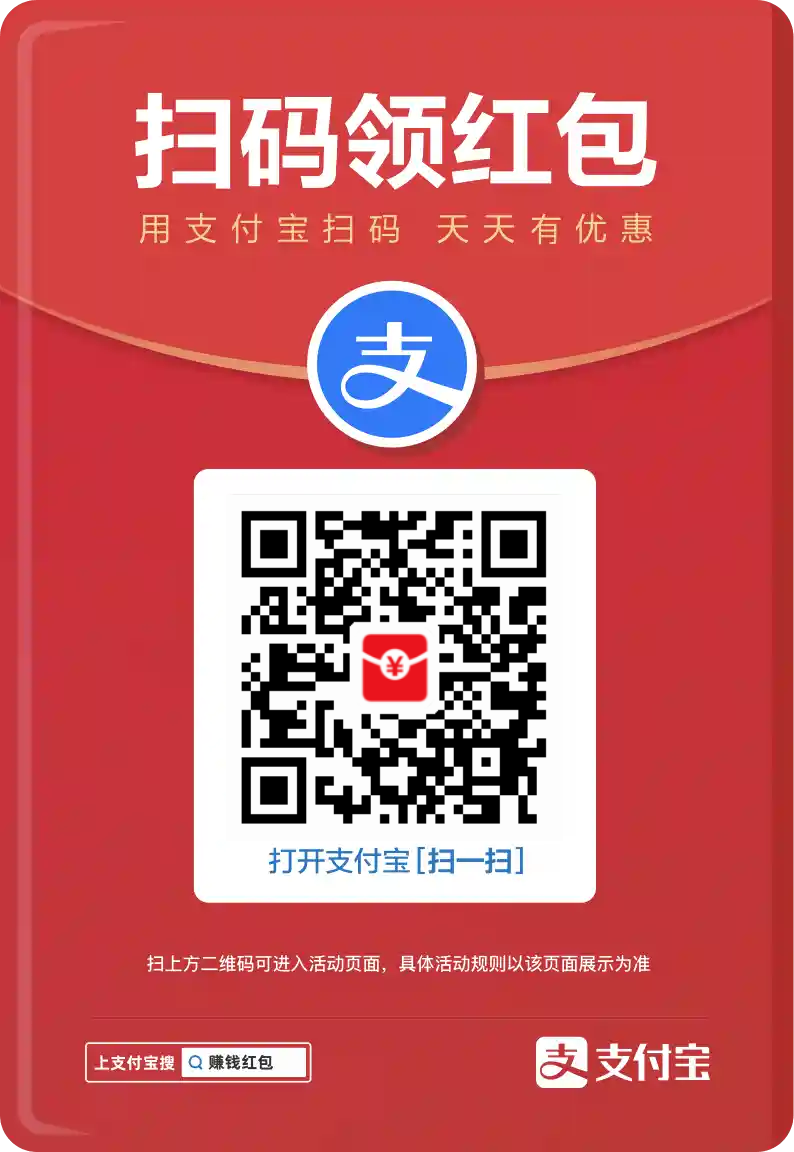 扫码领红包
用支付宝扫码 天天有优惠
支
¥
打开支付宝[扫一扫]
扫上方二维码可进入活动页面，具体活动规则以该页面展示为准
上支付宝搜 赚钱红包
支 支付宝